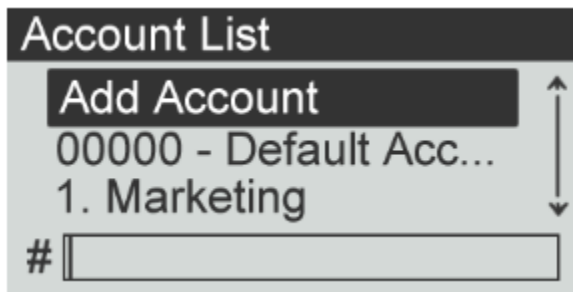 Account List
Add Account
00000 - Default Acc...
1. Marketing
#